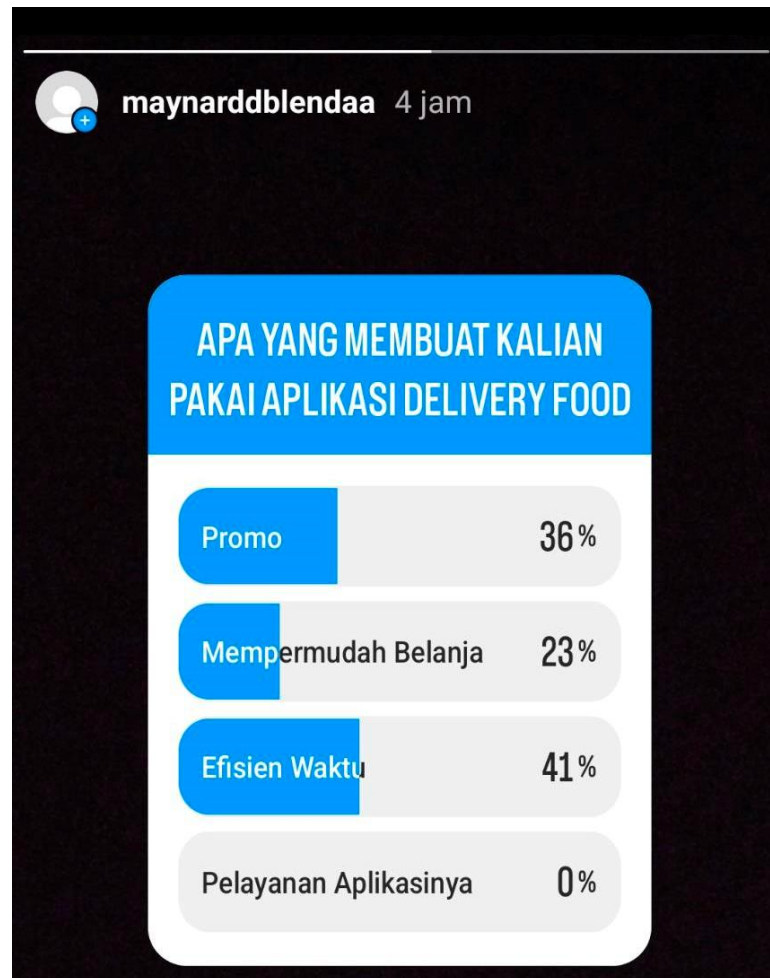 maynarddblendaa 4 jam
APA YANG MEMBUAT KALIAN
PAKAI APLIKASI DELIVERY FOOD
Promo 36%
Mempermudah Belanja 23%
Efisien Waktu 41%
Pelayanan Aplikasinya 0%